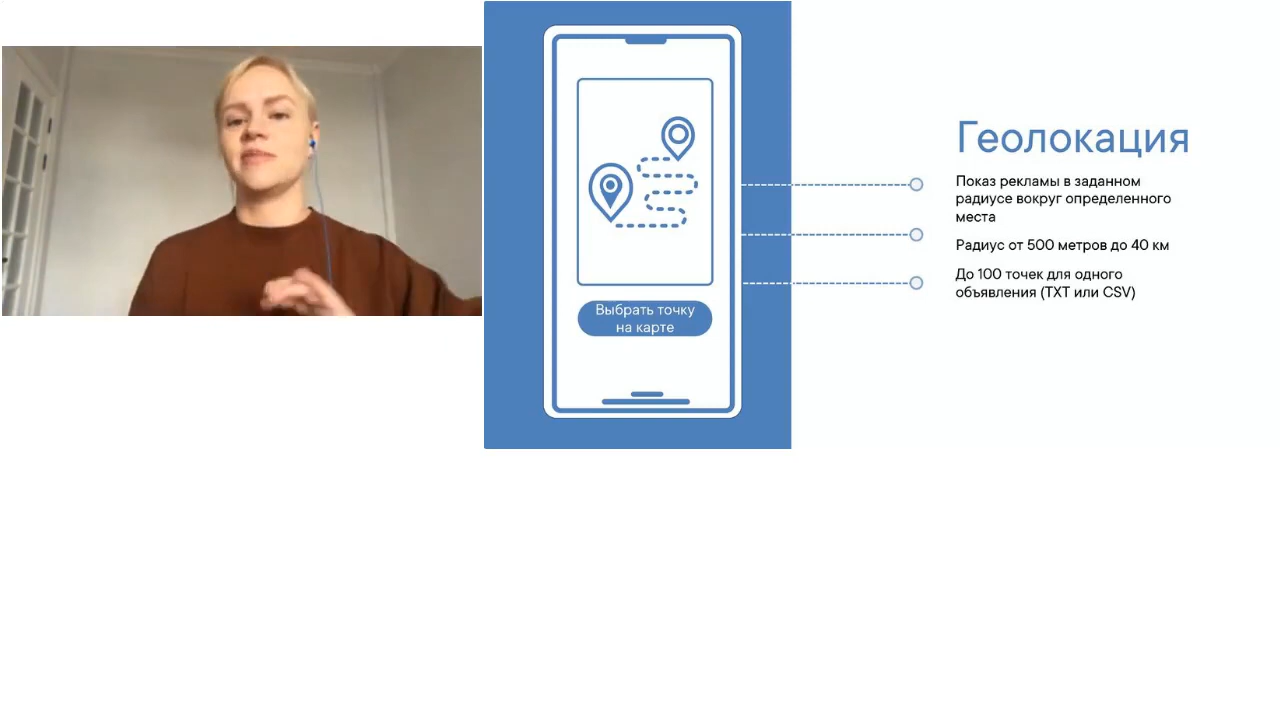 Выбрать точку
на карте
Геолокация
Показ рекламы в заданном
радиусе вокруг определенного
места
Радиус от 500 метров до 40 км
До 100 точек для одного
объявления (TXT или CSV)